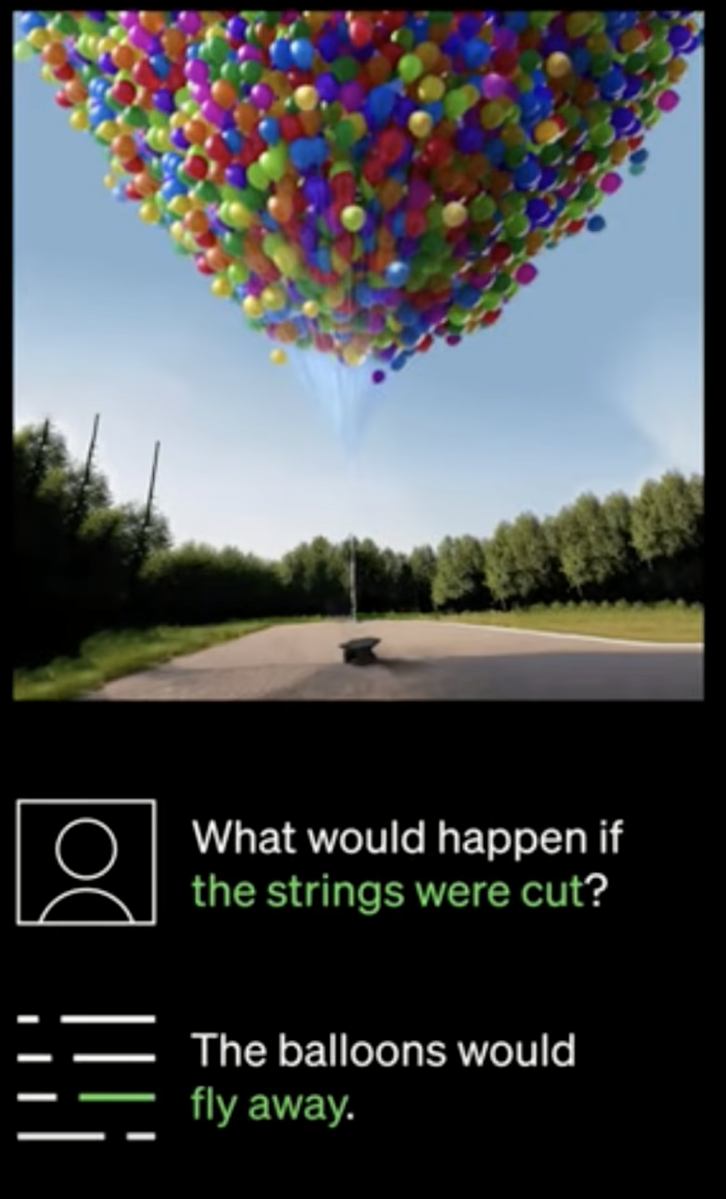 What would happen if
the strings were cut?
The balloons would
fly away.